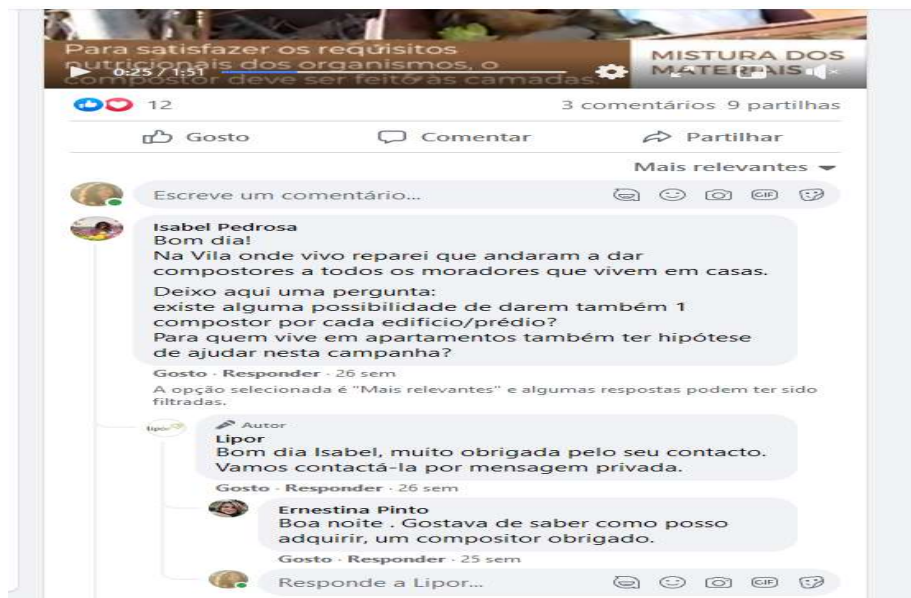 Para satisfazer os requisitos
nutricionais dos organismos, o
compostor deve ser feito às camadas.
MISTURA DOS
MATERIAIS
0:25 / 1:51
12
3 comentários 9 partilhas
Gosto
Comentar
Partilhar
Mais relevantes
Escreve um comentário...
GIF
Isabel Pedrosa
Bom dia!
Na Vila onde vivo reparei que andaram a dar
compostores a todos os moradores que vivem em casas.
Deixo aqui uma pergunta:
existe alguma possibilidade de darem também 1
compostor por cada edificio/prédio?
Para quem vive em apartamentos também ter hipótese
de ajudar nesta campanha?
Gosto · Responder · 26 sem
A opção selecionada é "Mais relevantes" e algumas respostas podem ter sido
filtradas.
Lipor
Autor
Lipor
Bom dia Isabel, muito obrigada pelo seu contacto.
Vamos contactá-la por mensagem privada.
Gosto · Responder · 26 sem
Ernestina Pinto
Boa noite . Gostava de saber como posso
adquirir, um compositor obrigado.
Gosto · Responder · 25 sem
Responde a Lipor...
GIF